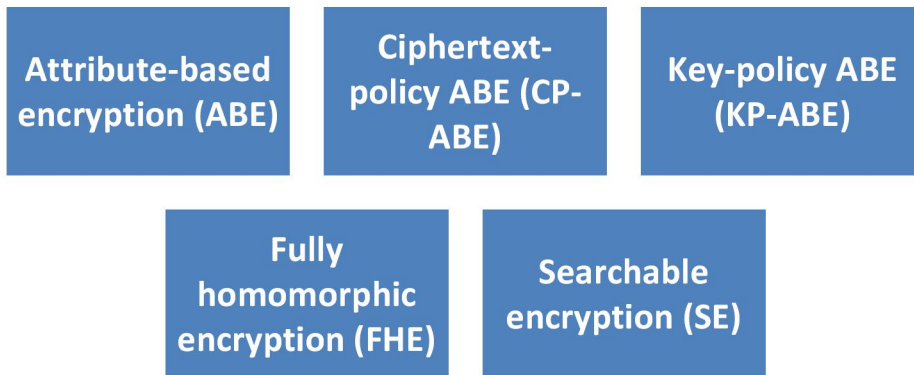 Attribute-based
encryption (ABE)
Ciphertext-
policy ABE (CP-
ABE)
Key-policy ABE
(KP-ABE)
Fully
homomorphic
encryption (FHE)
Searchable
encryption (SE)